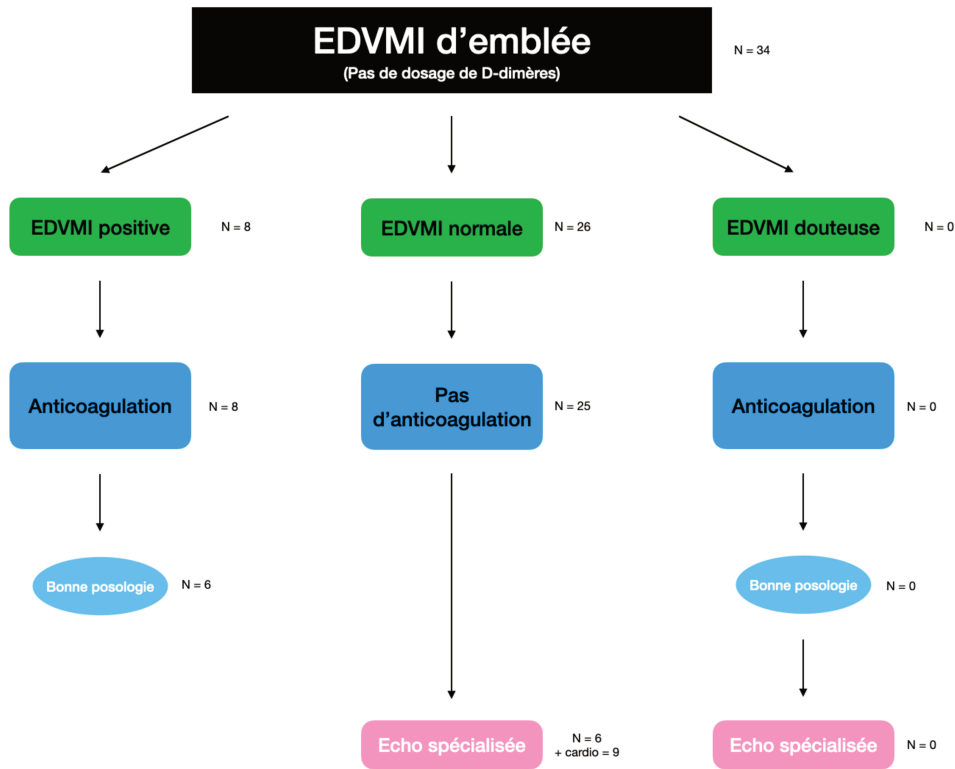 EDVMI d’emblée
(Pas de dosage de D-dimères)
N = 34
EDVMI positive
N = 8
EDVMI normale
N = 26
EDVMI douteuse
N = 0
Anticoagulation
N = 8
Pas
d’anticoagulation
N = 25
Anticoagulation
N = 0
Bonne posologie
N = 6
Bonne posologie
N = 0
Echo spécialisée
N = 6
+ cardio = 9
Echo spécialisée
N = 0